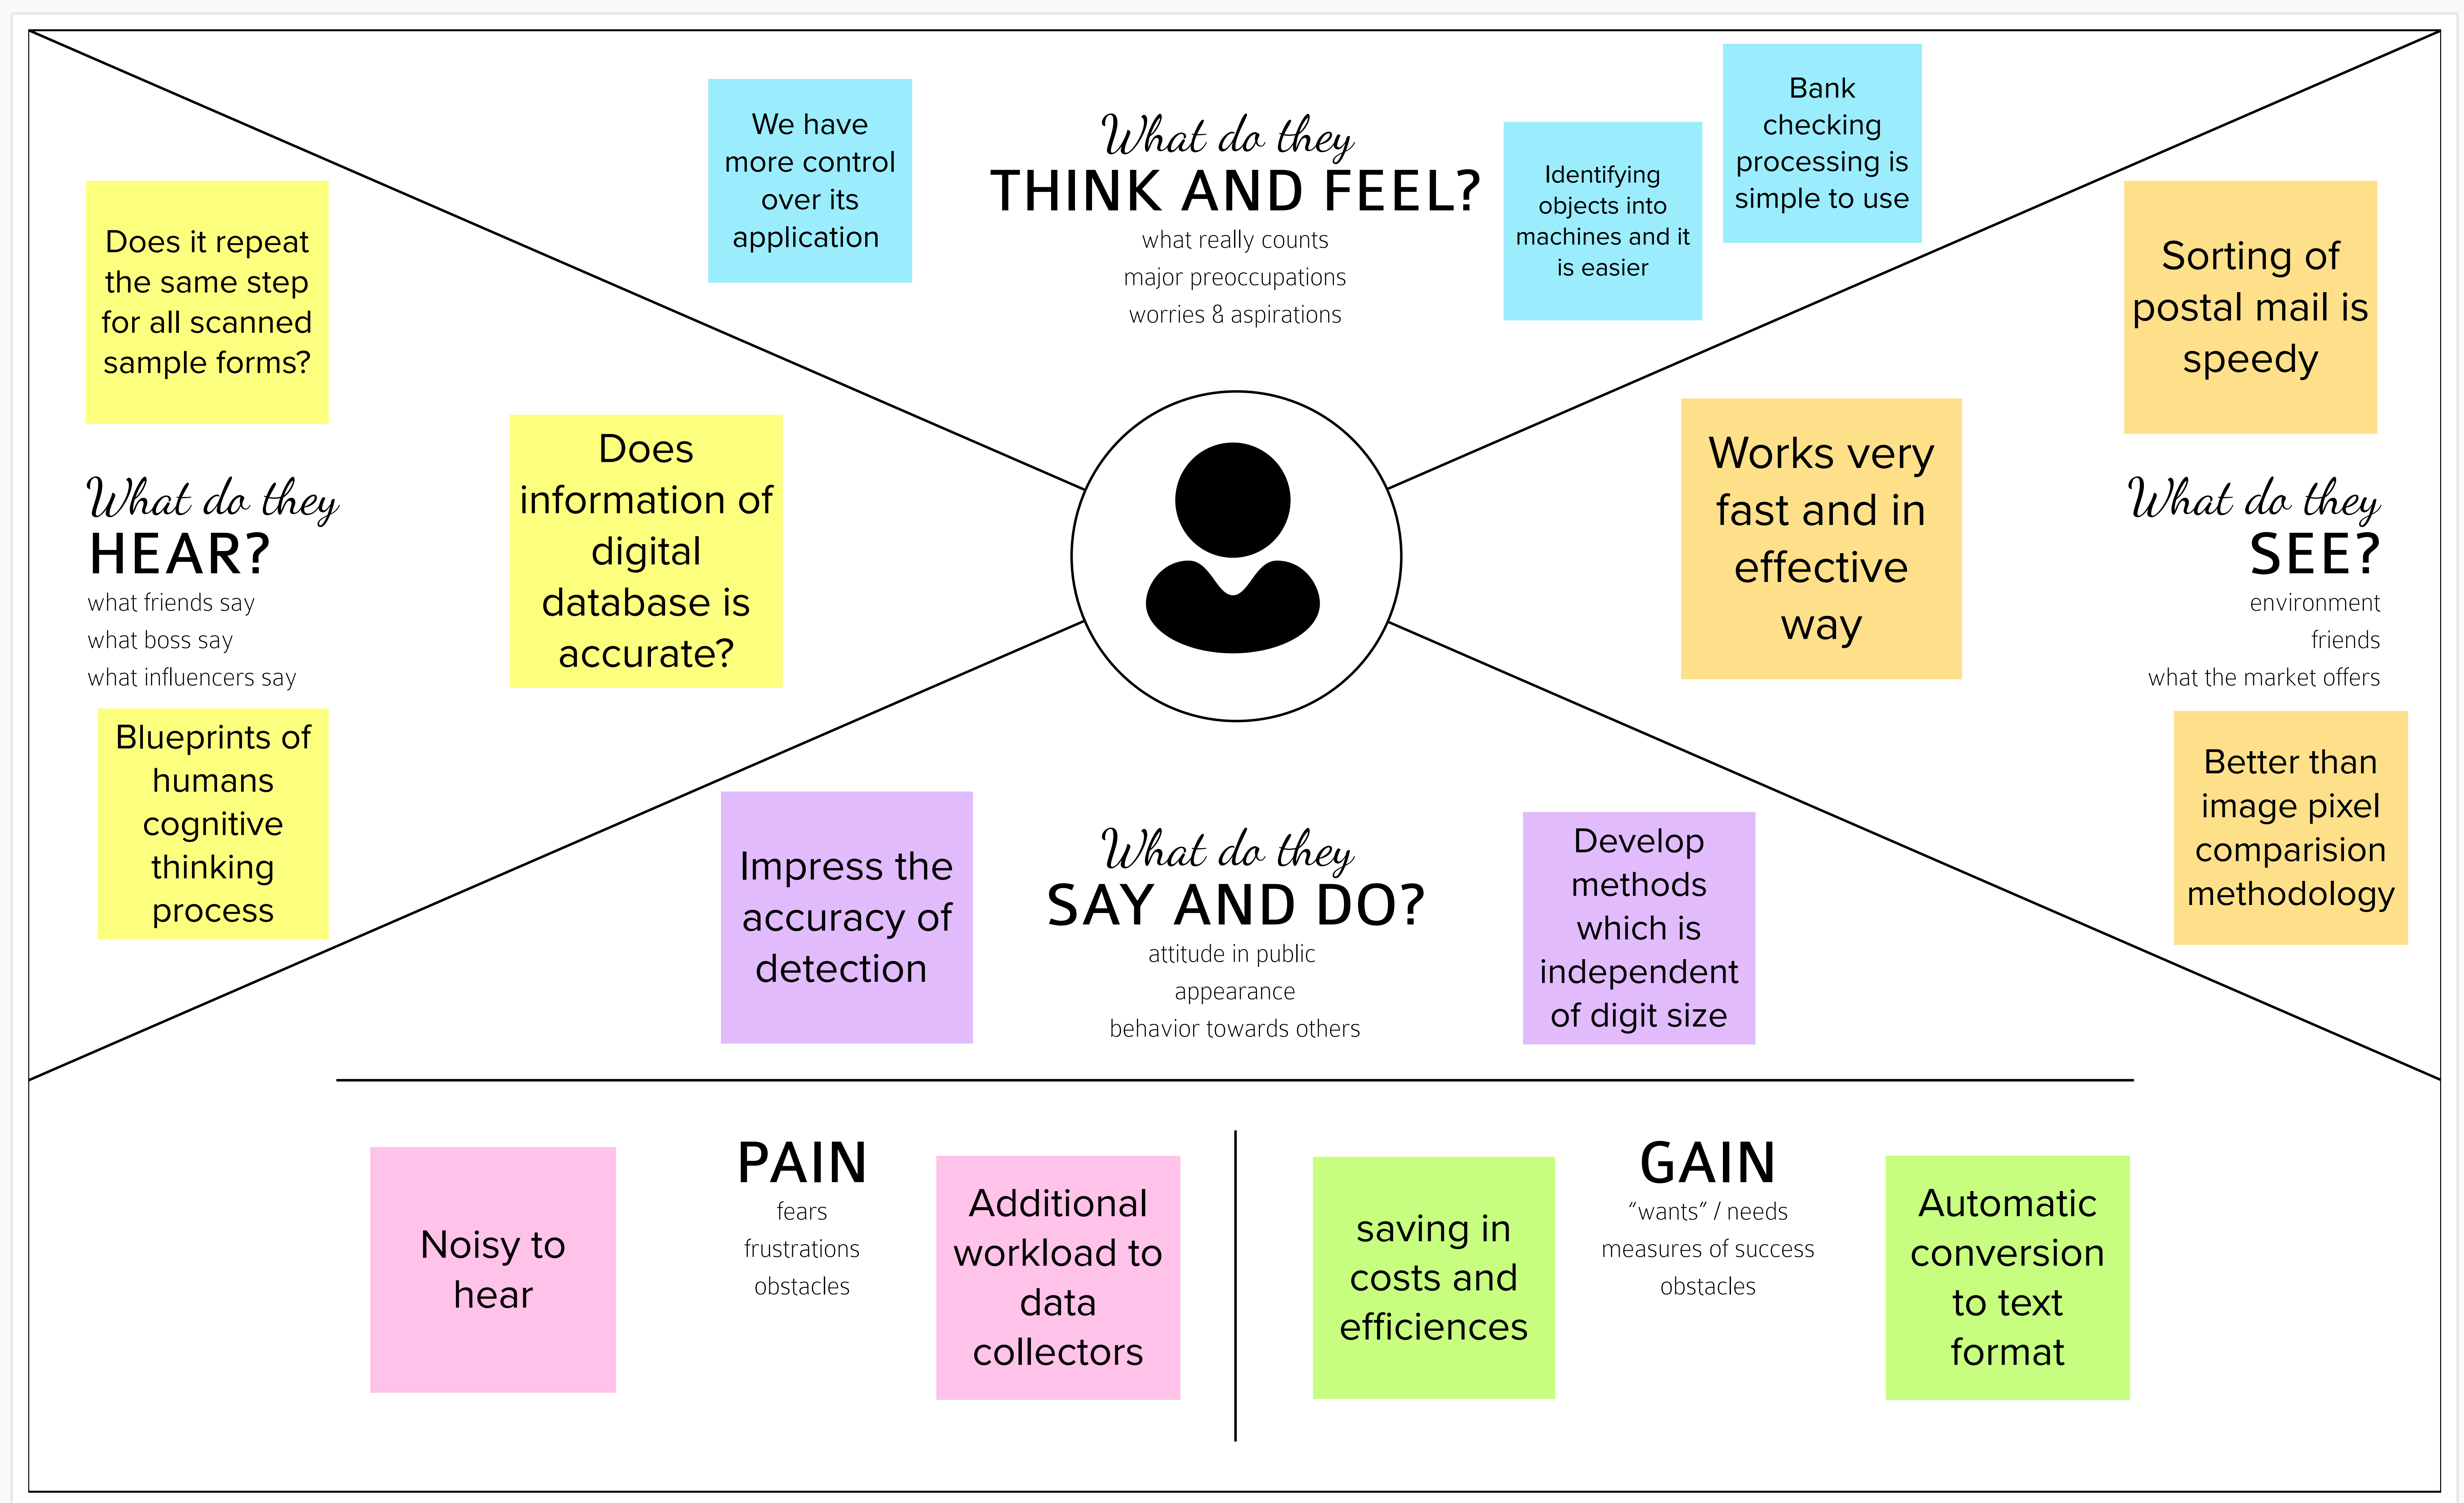 What do they
THINK AND FEEL?
what really counts
major preoccupations
worries & aspirations
We have
more control
over its
application
Identifying
objects into
machines and it
is easier
Bank
checking
processing is
simple to use
Does it repeat
the same step
for all scanned
sample forms?
What do they
HEAR?
what friends say
what boss say
what influencers say
Does
information of
digital
database is
accurate?
Blueprints of
humans
cognitive
thinking
process
Sorting of
postal mail is
speedy
Works very
fast and in
effective
way
What do they
SEE?
environment
friends
what the market offers
Better than
image pixel
comparision
methodology
Impress the
accuracy of
detection
What do they
SAY AND DO?
attitude in public
appearance
behavior towards others
Develop
methods
which is
independent
of digit size
Noisy to
hear
PAIN
fears
frustrations
obstacles
Additional
workload to
data
collectors
saving in
costs and
efficiences
GAIN
“wants” / needs
measures of success
obstacles
Automatic
conversion
to text
format